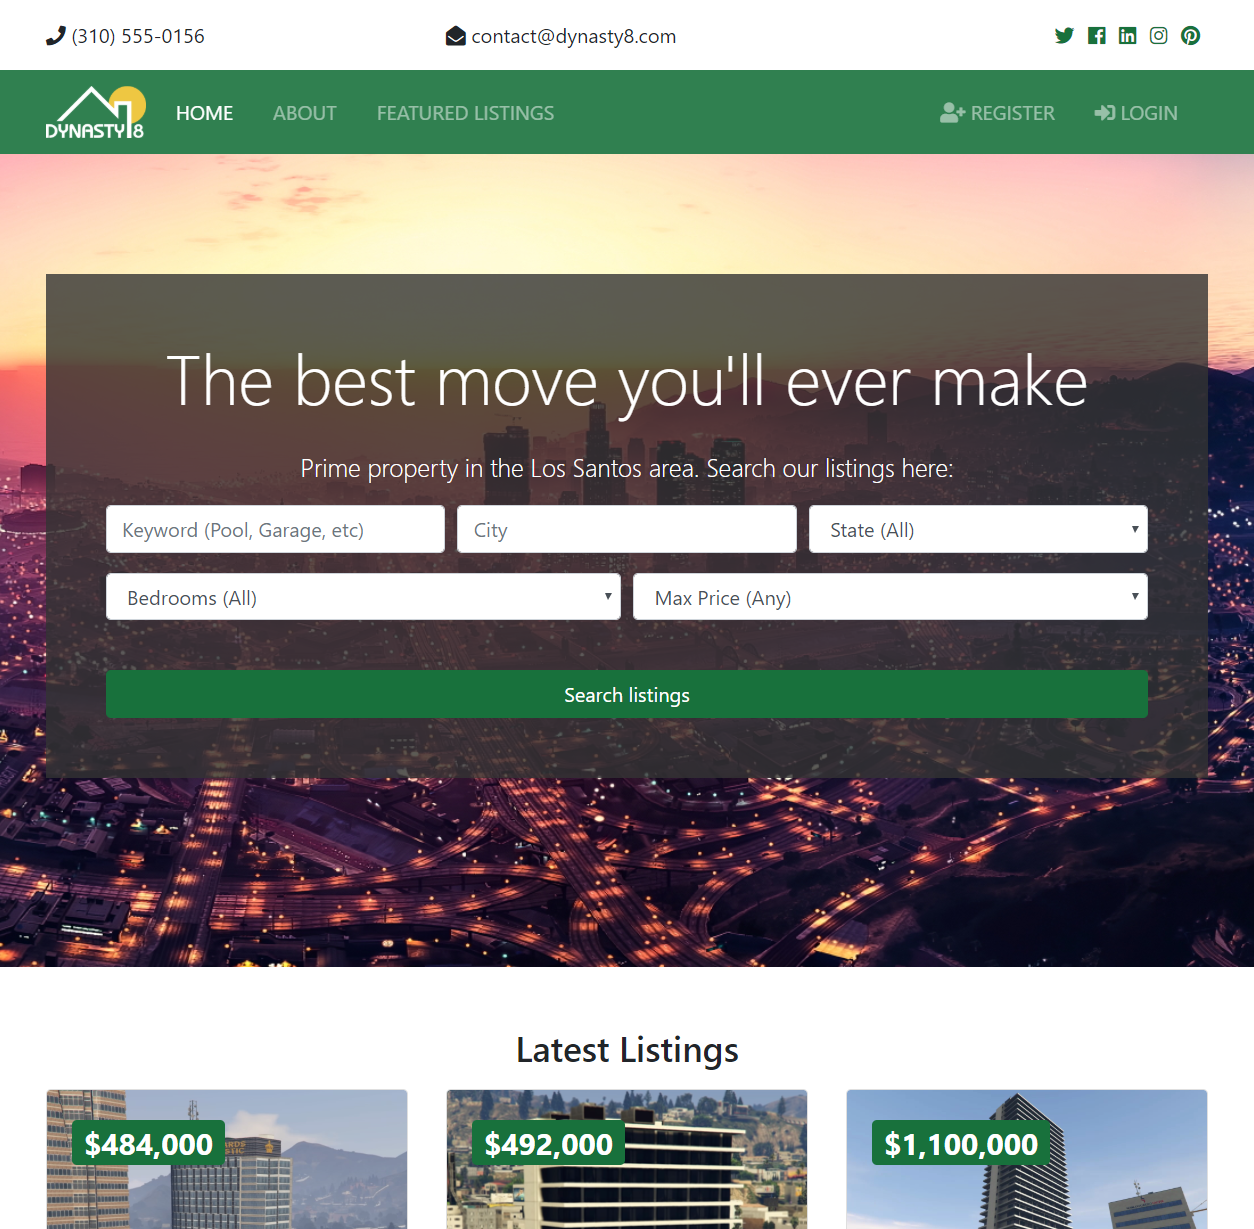 (310) 555-0156
contact@dynasty8.com
DYNASTY 8
HOME
ABOUT
FEATURED LISTINGS
REGISTER
LOGIN
The best move you'll ever make
Prime property in the Los Santos area. Search our listings here:
Keyword (Pool, Garage, etc)
City
State (All)
Bedrooms (All)
Max Price (Any)
Search listings
Latest Listings
$484,000
$492,000
$1,100,000